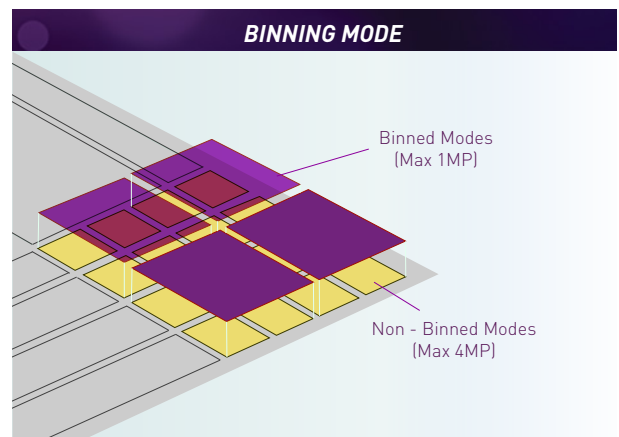 BINNING MODE
Binned Modes
(Max 1MP)
Non - Binned Modes
(Max 4MP)